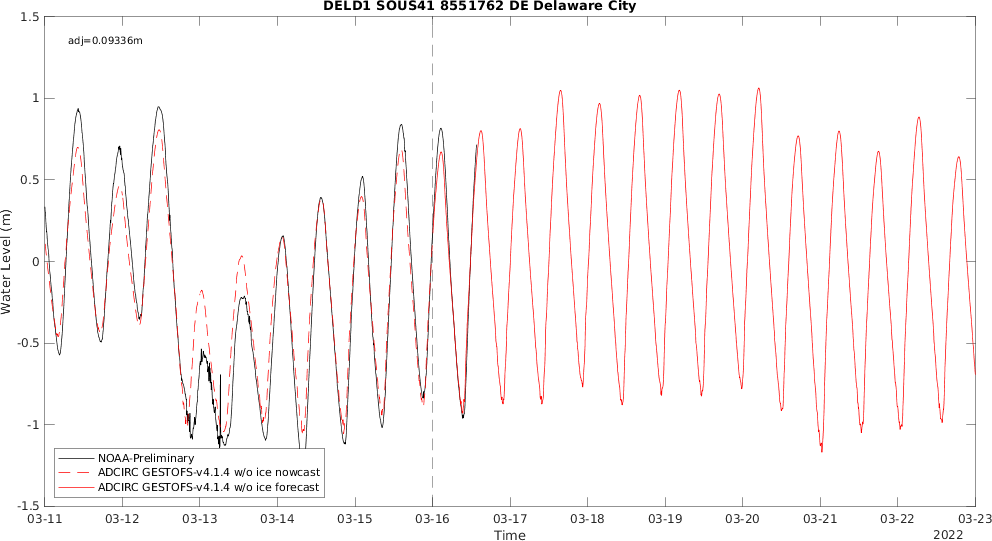 DELD1 SOUS41 8551762 DE Delaware City
adj=0.09336m
1.5
1
0.5
0
-0.5
-1
-1.5
Water Level (m)
NOAA-Preliminary
ADCIRC GESTOFS-v4.1.4 w/o ice nowcast
ADCIRC GESTOFS-v4.1.4 w/o ice forecast
03-11 03-12 03-13 03-14 03-15 03-16 03-17 03-18 03-19 03-20 03-21 03-22 03-23
Time
2022